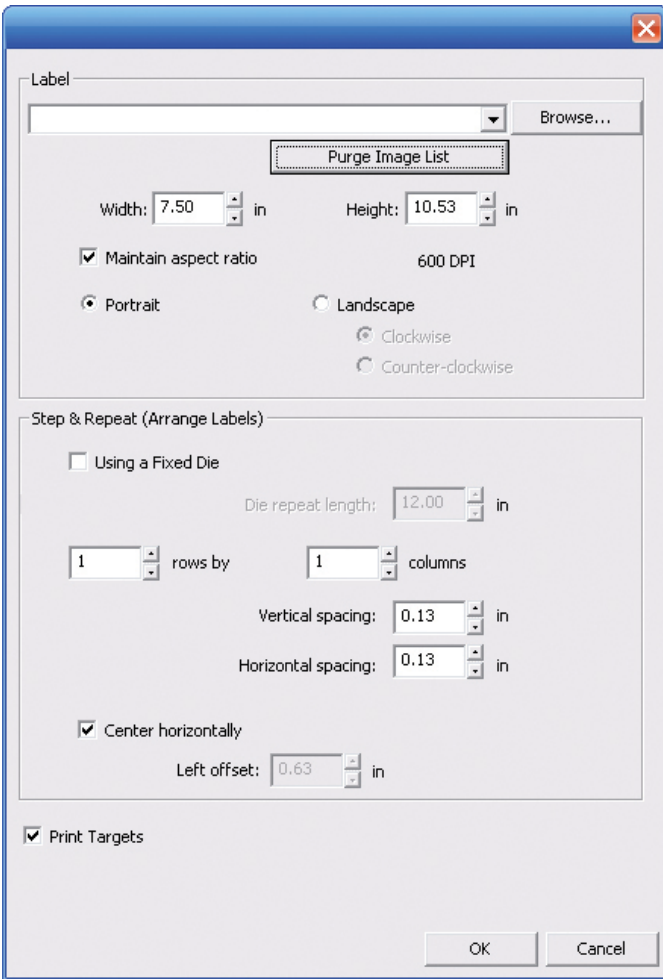 Label
Browse...
Purge Image List
Width: 7.50 in Height: 10.53 in
Maintain aspect ratio 600 DPI
Portrait Landscape
Clockwise
Counter-clockwise
Step & Repeat (Arrange Labels)
Using a Fixed Die
Die repeat length: 12.00 in
1 rows by 1 columns
Vertical spacing: 0.13 in
Horizontal spacing: 0.13 in
Center horizontally
Left offset: 0.63 in
Print Targets
OK Cancel